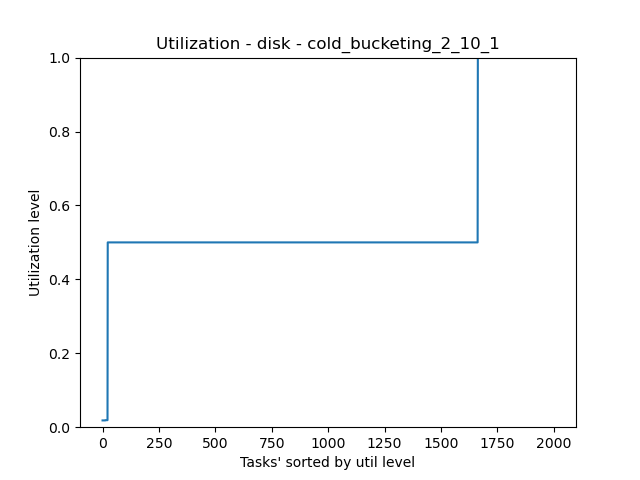 Utilization - disk - cold_bucketing_2_10_1
1.0
0.8
0.6
0.4
0.2
0.0
Utilization level
0 250 500 750 1000 1250 1500 1750 2000
Tasks' sorted by util level